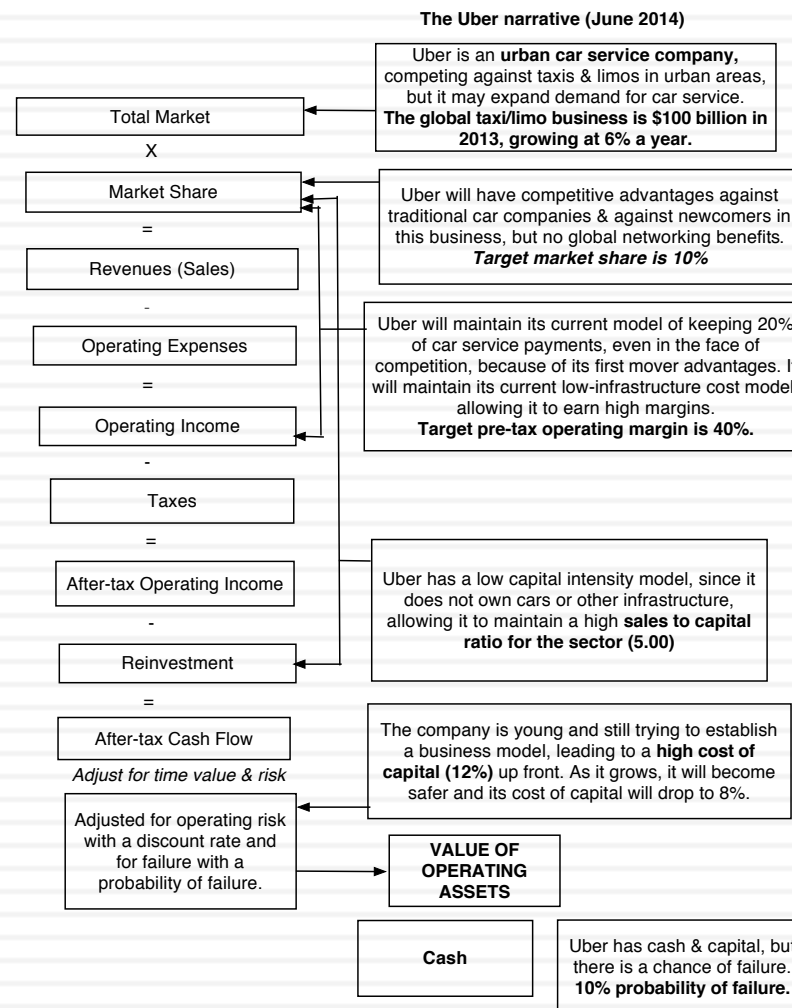 The Uber narrative (June 2014)
Uber is an urban car service company,
competing against taxis & limos in urban areas,
but it may expand demand for car service.
The global taxi/limo business is $100 billion in
2013, growing at 6% a year.
Total Market
X
Market Share
Uber will have competitive advantages against
traditional car companies & against newcomers in
this business, but no global networking benefits.
Target market share is 10%
=
Revenues (Sales)
-
Operating Expenses
Uber will maintain its current model of keeping 20%
of car service payments, even in the face of
competition, because of its first mover advantages.
will maintain its current low-infrastructure cost model
allowing it to earn high margins.
Target pre-tax operating margin is 40%.
=
Operating Income
-
Taxes
=
After-tax Operating Income
Uber has a low capital intensity model, since it
does not own cars or other infrastructure,
allowing it to maintain a high sales to capital
ratio for the sector (5.00)
-
Reinvestment
=
After-tax Cash Flow
The company is young and still trying to establish
a business model, leading to a high cost of
capital (12%) up front. As it grows, it will become
safer and its cost of capital will drop to 8%.
Adjust for time value & risk
Adjusted for operating risk
with a discount rate and
for failure with a
probability of failure.
VALUE OF
OPERATING
ASSETS
Cash
Uber has cash & capital, but
there is a chance of failure.
10% probability of failure.